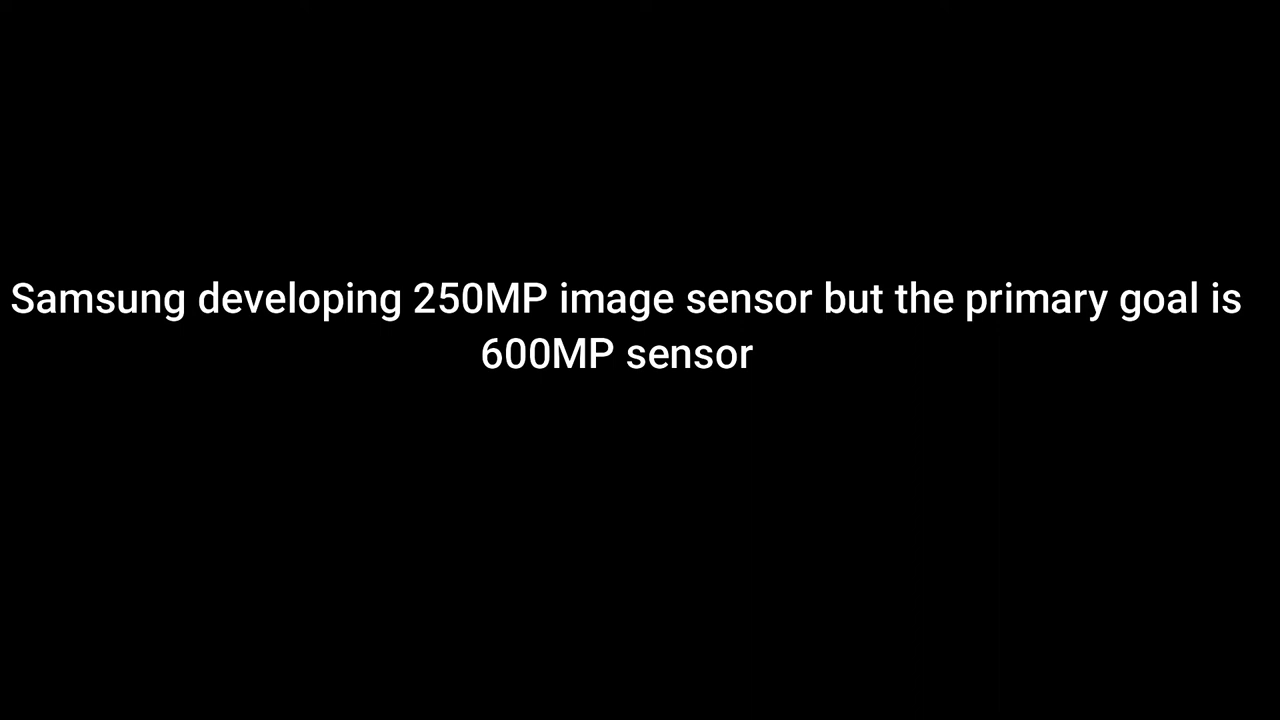 Samsung developing 250MP image sensor but the primary goal is
600MP sensor